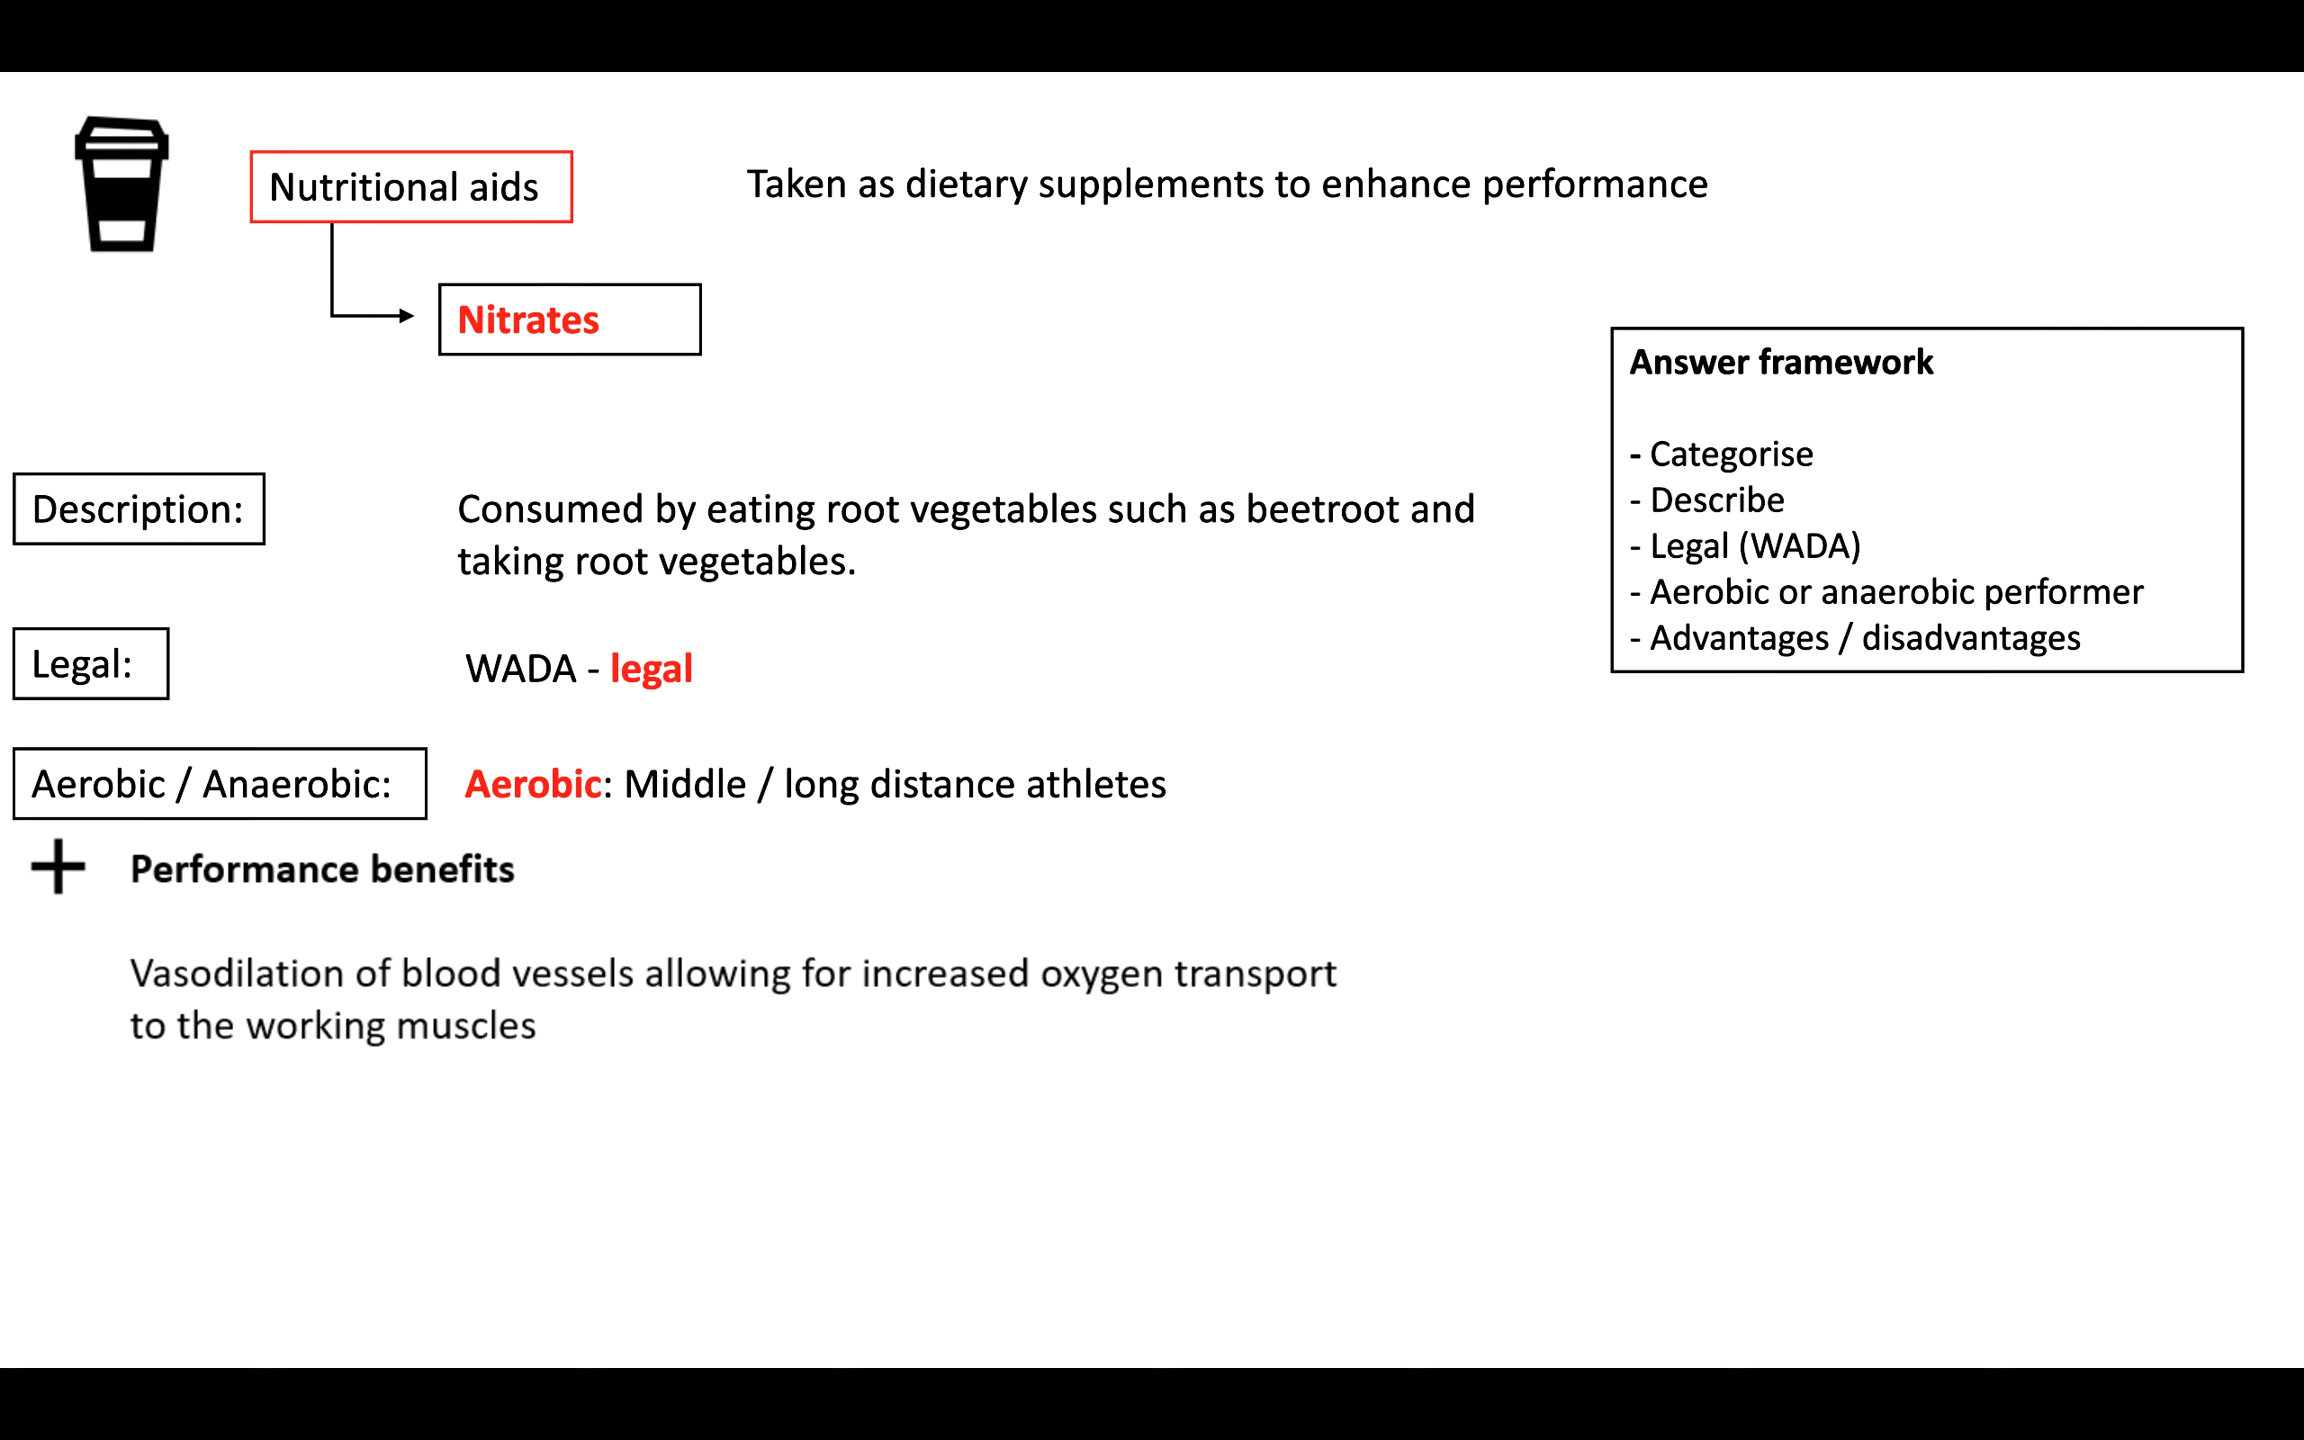 Nutritional aids
Taken as dietary supplements to enhance performance
Nitrates
Answer framework
- Categorise
- Describe
- Legal (WADA)
- Aerobic or anaerobic performer
- Advantages / disadvantages
Description:
Consumed by eating root vegetables such as beetroot and
taking root vegetables.
Legal:
WADA - legal
Aerobic / Anaerobic:
Aerobic: Middle / long distance athletes
+ Performance benefits
Vasodilation of blood vessels allowing for increased oxygen transport
to the working muscles